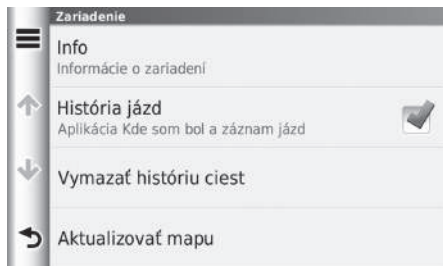 Zariadenie
Info
Informácie o zariadení
História jázd
Aplikácia Kde som bol a záznam jázd
Vymazať históriu ciest
Aktualizovať mapu